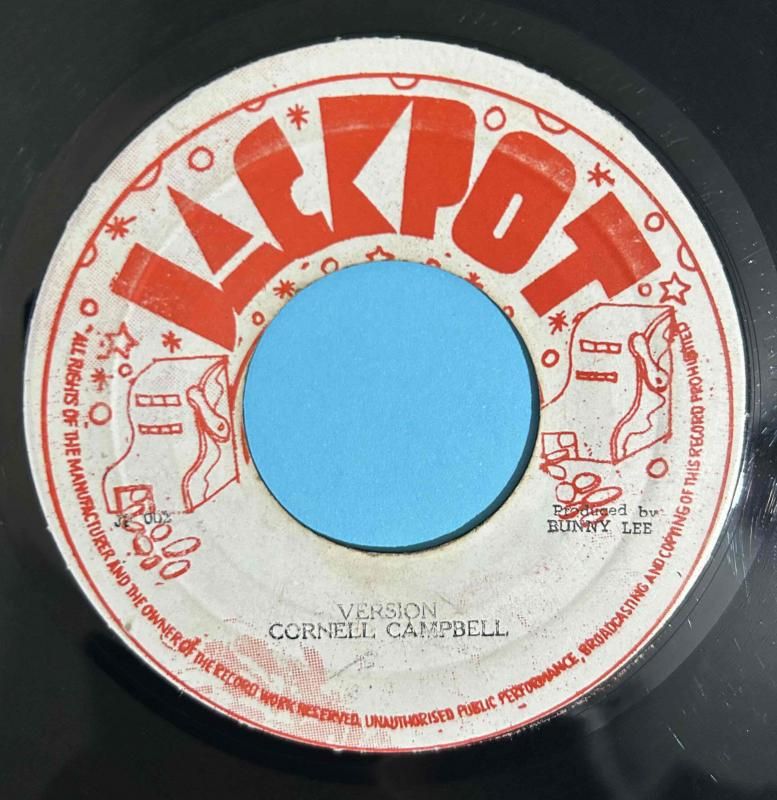 JACKPOT
"ALL RIGHTS OF THE MANUFACTURER AND THE OWNER OF THE RECORD WORK RESERVED. UNAUTHORISED PUBLIC PERFORMANCE, BROADCASTING AND COPYING OF THIS RECORD PROHIBITED
002
Produced by
BUNNY LEE
VERSION
CORNELL CAMPBELL